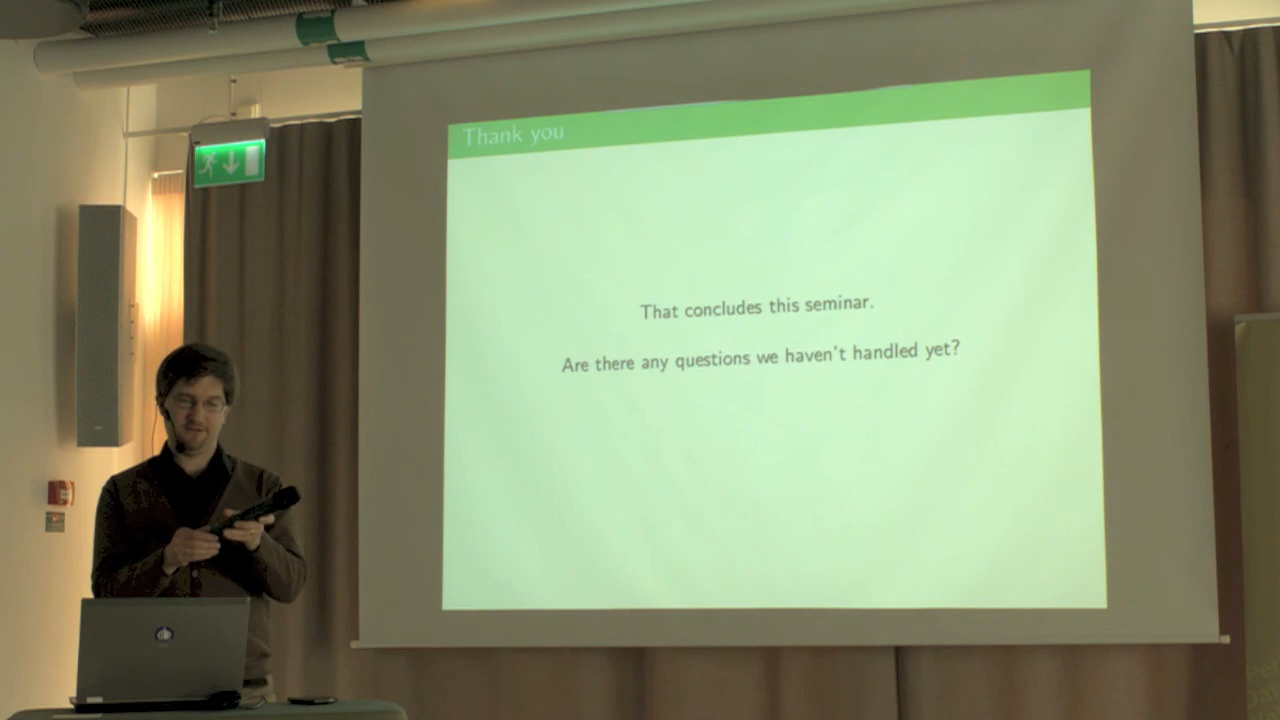 Thank you
That concludes this seminar.
Are there any questions we haven't handled yet?